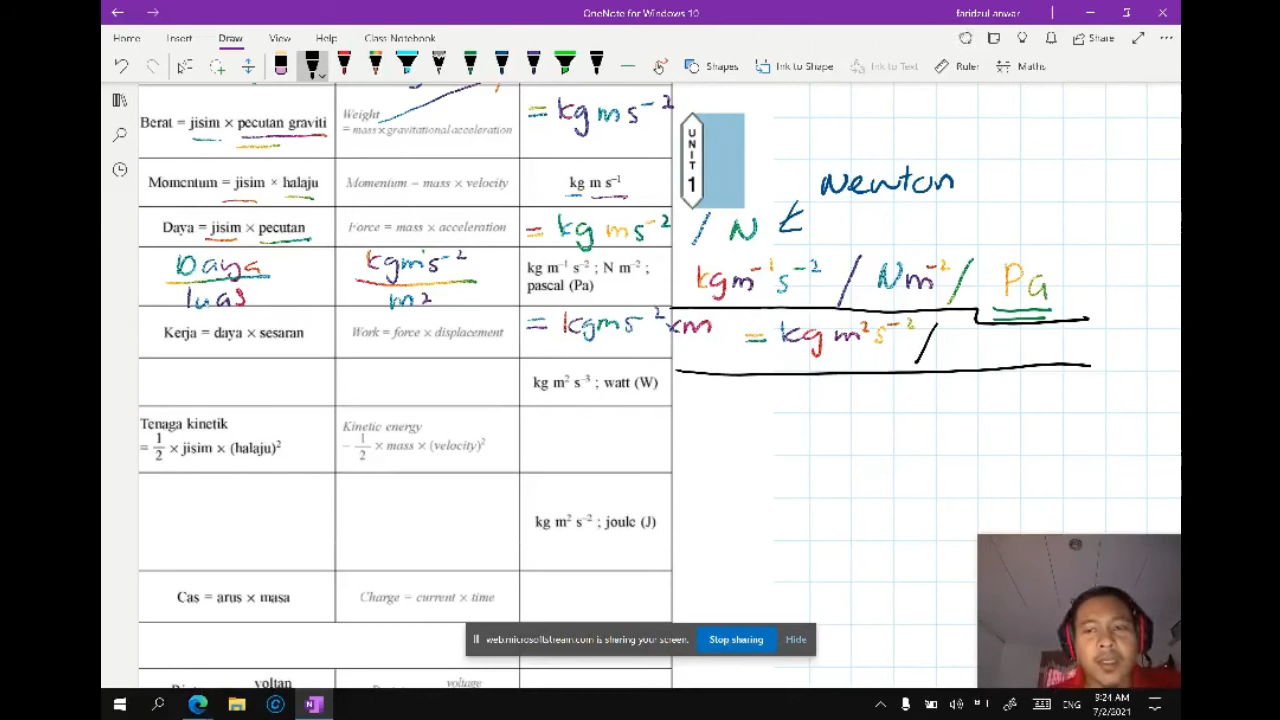 OneNote for Windows 10
faridzul anwar
Home Insert Draw View Help Class Notebook
Share
Shapes Ink to Shape Ink to Text Ruler Maths
Berat = jisim × pecutan graviti
Weight
= mass × gravitational acceleration
= kg m s⁻²
UNIT
1
Newton
Momentum = jisim × halaju
Momentum = mass × velocity
kg m s⁻¹
Daya = jisim × pecutan
Force = mass × acceleration
= kg ms⁻² / N
Daya
luas
kgms⁻²
m2
kg m⁻¹ s⁻² ; N m⁻² ;
pascal (Pa)
kgm⁻¹s⁻² / Nm⁻² / Pa
Kerja = daya × sesaran
Work = force × displacement
= kgms⁻²xm = kg m²s⁻² /
kg m² s⁻³ ; watt (W)
Tenaga kinetik
= 1/2 × jisim × (halaju)²
Kinetic energy
= 1/2 × mass × (velocity)²
kg m² s⁻² ; joule (J)
Cas = arus × masa
Charge = current × time
web.microsoftstream.com is sharing your screen. Stop sharing Hide
voltan
voltage
ENG
9:24 AM
7/2/2021